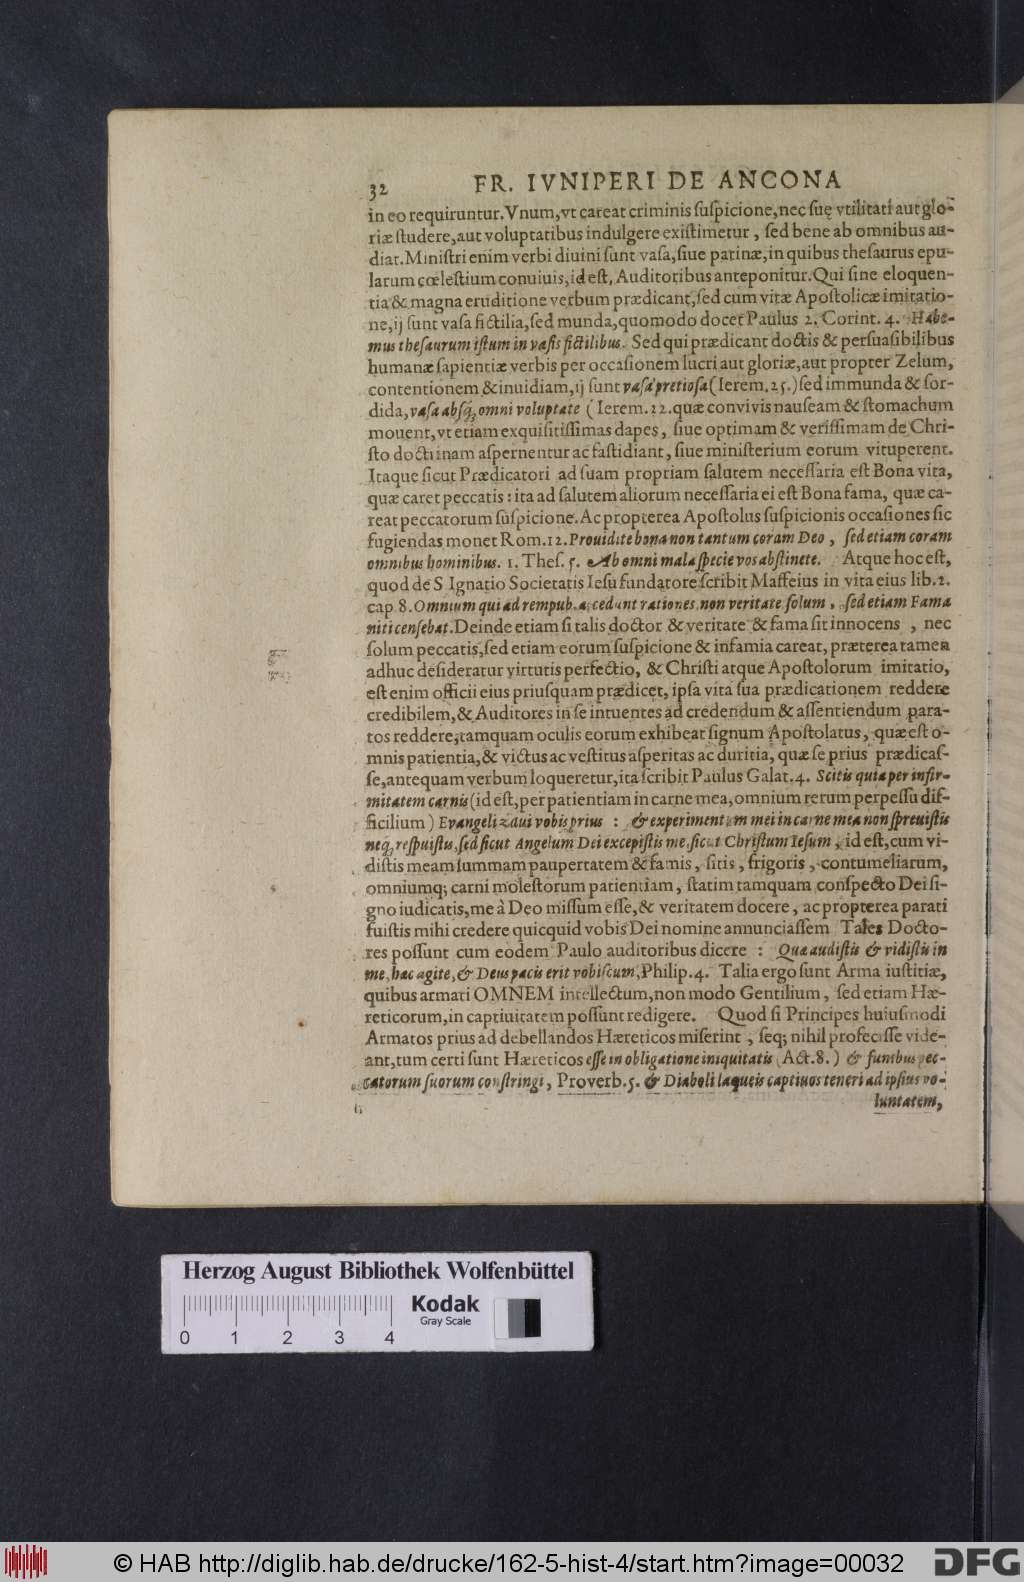 32 FR. IVNIPERI DE ANCONA
in eo requiruntur. Vnum, vt careat criminis ſuſpicione, nec ſuę vtilitati aut glo-
riæ ſtudere, aut voluptatibus indulgere exiſtimetur, ſed bene ab omnibus au-
diat. Miniſtri enim verbi diuini ſunt vaſa, ſiue patinæ, in quibus theſaurus epu-
larum cœleſtium conuiuis, id eſt, Auditoribus anteponitur. Qui ſine eloquen-
tia & magna eruditione verbum prædicant, ſed cum vitæ Apoſtolicæ imitatio-
ne, ij ſunt vaſa fictilia, ſed munda, quomodo docet Paulus 2. Corint. 4. Habe-
mus theſaurum iſtum in vaſis fictilibus. Sed qui prædicant doctis & perſuaſibilibus
humanæ ſapientiæ verbis per occaſionem lucri aut gloriæ, aut propter Zelum,
contentionem & inuidiam, ij ſunt vaſa pretioſa (Ierem. 25.) ſed immunda & ſor-
dida, vaſa abſq; omni voluptate (Ierem. 22. quæ convivis nauſeam & ſtomachum
mouent, vt etiam exquiſitiſſimas dapes, ſiue optimam & veriſſimam de Chri-
ſto doctrinam aſpernentur ac faſtidiant, ſiue miniſterium eorum vituperent.
Itaque ſicut Prædicatori ad ſuam propriam ſalutem neceſſaria eſt Bona vita,
quæ caret peccatis: ita ad ſalutem aliorum neceſſaria ei eſt Bona fama, quæ ca-
reat peccatorum ſuſpicione. Ac propterea Apoſtolus ſuſpicionis occaſiones ſic
fugiendas monet Rom. 12. Prouidite bona non tantum coram Deo, ſed etiam coram
omnibus hominibus. 1. Theſ. 5. Ab omni mala ſpecie vos abſtinete. Atque hoc eſt,
quod de S Ignatio Societatis Ieſu fundatore ſcribit Maffeius in vita eius lib. 2.
cap. 8. Omnium qui ad rempub. accedunt rationes, non veritate ſolum, ſed etiam Fama
niti cenſebat. Deinde etiam ſi talis doctor & veritate & fama ſit innocens, nec
ſolum peccatis, ſed etiam eorum ſuſpicione & infamia careat, præterea tamen
adhuc deſideratur virtutis perfectio, & Chriſti atque Apoſtolorum imitatio,
eſt enim officii eius priuſquam prædicet, ipſa vita ſua prædicationem reddere
credibilem, & Auditores in ſe intuentes ad credendum & aſſentiendum para-
tos reddere, tamquam oculis eorum exhibeat ſignum Apoſtolatus, quæ eſt o-
mnis patientia, & victus ac veſtitus aſperitas ac duritia, quæ ſe prius prædicaſ-
ſe, antequam verbum loqueretur, ita ſcribit Paulus Galat. 4. Scitis quia per infir-
mitatem carnis (id eſt, per patientiam in carne mea, omnium rerum perpeſſu dif-
ficilium) Evangelizaui vobis prius: & experimentum mei in carne mea non ſpreuiſtis
neq; reſpuiſtis, ſed ſicut Angelum Dei excepiſtis me, ſicut Chriſtum Ieſum, id eſt, cum vi-
diſtis meam ſummam paupertatem & famis, ſitis, frigoris, contumeliarum,
omniumq; carni moleſtorum patientiam, ſtatim tamquam conſpecto Dei ſi-
gno iudicatis, me à Deo miſſum eſſe, & veritatem docere, ac propterea parati
fuiſtis mihi credere quicquid vobis Dei nomine annunciaſſem Tales Docto-
res poſſunt cum eodem Paulo auditoribus dicere: Quæ audiſtis & vidiſtis in
me, hæc agite, & Deus pacis erit vobiſcum, Philip. 4. Talia ergo ſunt Arma iuſtitiæ,
quibus armati OMNEM intellectum, non modo Gentilium, ſed etiam Hæ-
reticorum, in captiuitatem poſſunt redigere. Quod ſi Principes huiuſmodi
Armatos prius ad debellandos Hæreticos miſerint, ſeq; nihil profeciſſe vide-
ant, tum certi ſunt Hæreticos eſſe in obligatione iniquitatis (Act. 8.) & funibus pec-
catorum ſuorum conſtringi, Proverb. 5. & Diaboli laqueis captiuos teneri ad ipſius vo-
luntatem,
Herzog August Bibliothek Wolfenbüttel
0 1 2 3 4
Kodak
Gray Scale
© HAB http://diglib.hab.de/drucke/162-5-hist-4/start.htm?image=00032
DFG